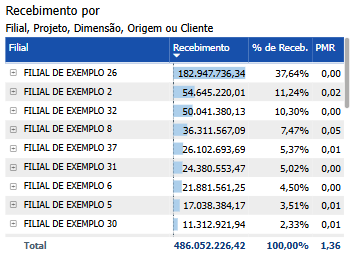 Recebimento por
Filial, Projeto, Dimensão, Origem ou Cliente
Filial Recebimento % de Receb. PMR
FILIAL DE EXEMPLO 26 182.947.736,34 37,64% 0,00
FILIAL DE EXEMPLO 2 54.645.220,01 11,24% 0,02
FILIAL DE EXEMPLO 32 50.041.380,13 10,30% 0,00
FILIAL DE EXEMPLO 8 36.311.567,09 7,47% 0,05
FILIAL DE EXEMPLO 37 26.102.693,69 5,37% 0,01
FILIAL DE EXEMPLO 31 24.380.553,47 5,02% 0,00
FILIAL DE EXEMPLO 6 21.881.561,25 4,50% 0,00
FILIAL DE EXEMPLO 5 17.038.384,17 3,51% 0,01
FILIAL DE EXEMPLO 30 11.312.921,94 2,33% 0,01
Total 486.052.226,42 100,00% 1,36